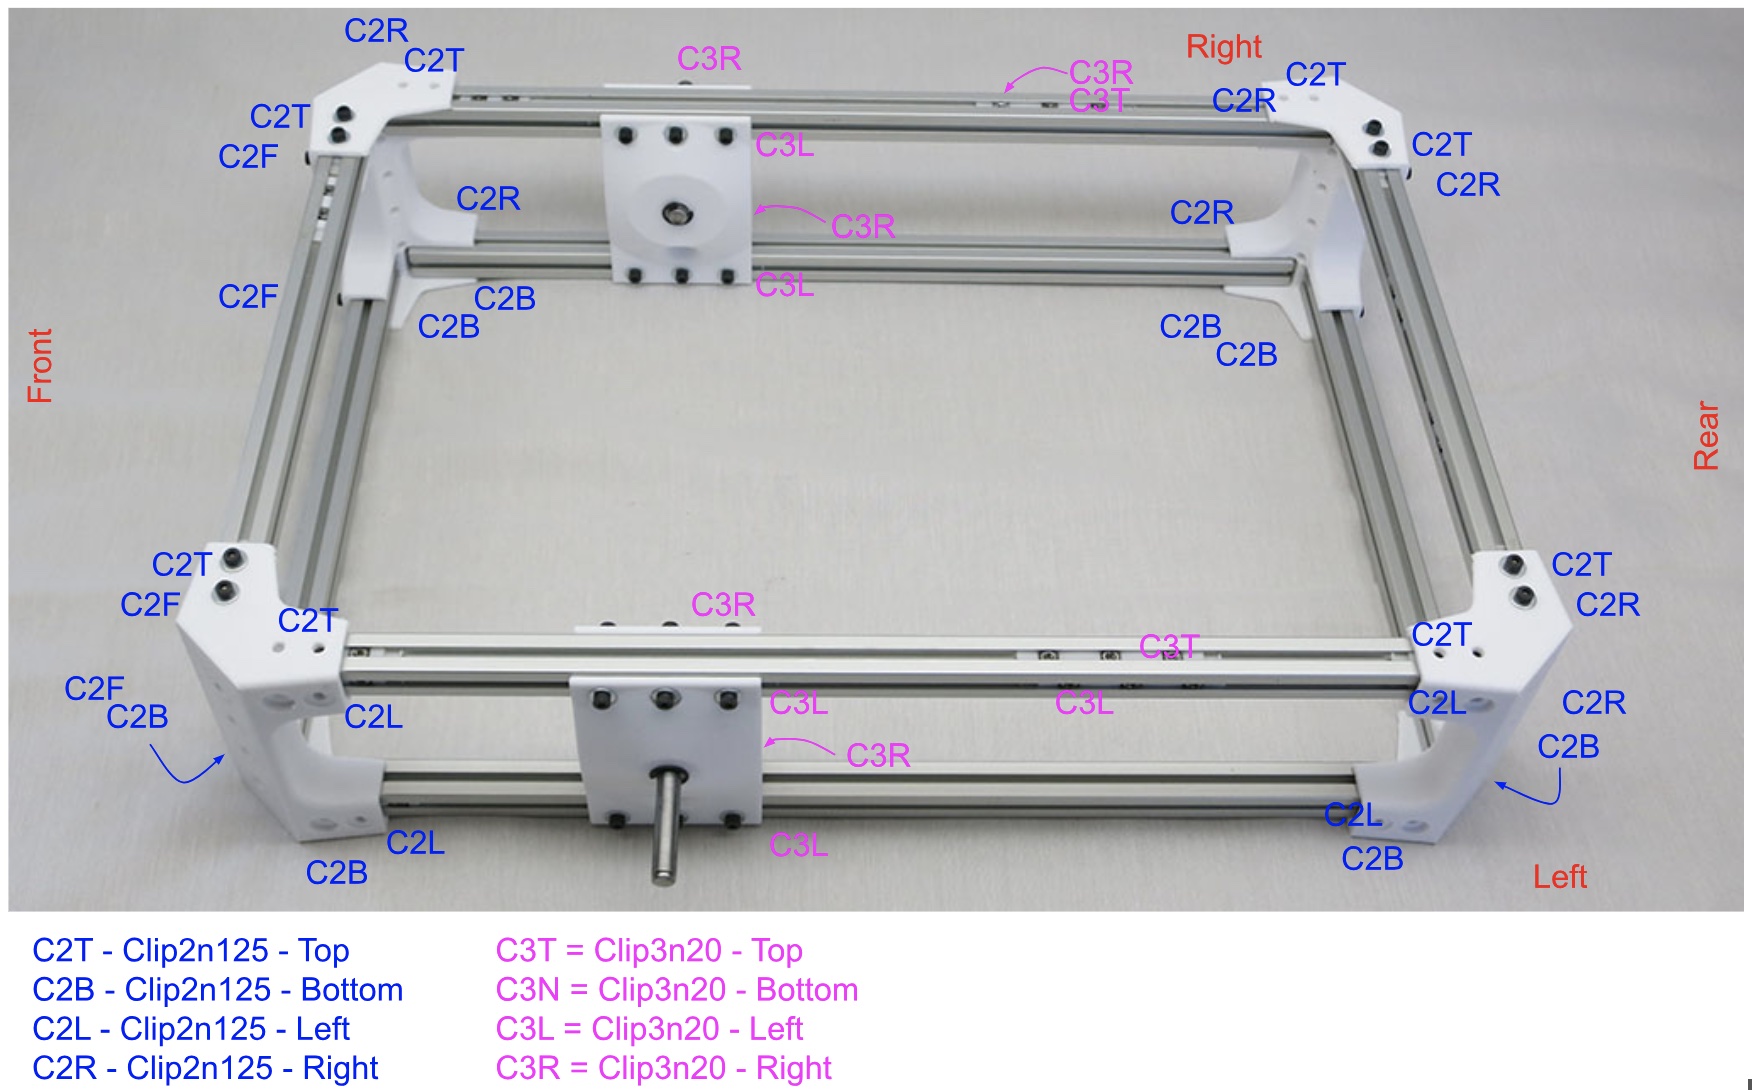 C2R
C2T
C3R
Right
C3R
C2T
C3T
C2R
C2T
C3L
C2T
C2F
C2R
C2R
C2R
C3R
C2F
C2B
C3L
C2B
C2B
C2B
Front
Rear
C2T
C2T
C2F
C3R
C2R
C2T
C2T
C3T
C2F
C2B
C2L
C3L
C3L
C2L
C2R
C3R
C2B
C2L
C2L
C3L
C2B
C2B
Left
C2T - Clip2n125 - Top
C2B - Clip2n125 - Bottom
C2L - Clip2n125 - Left
C2R - Clip2n125 - Right
C3T = Clip3n20 - Top
C3N = Clip3n20 - Bottom
C3L = Clip3n20 - Left
C3R = Clip3n20 - Right